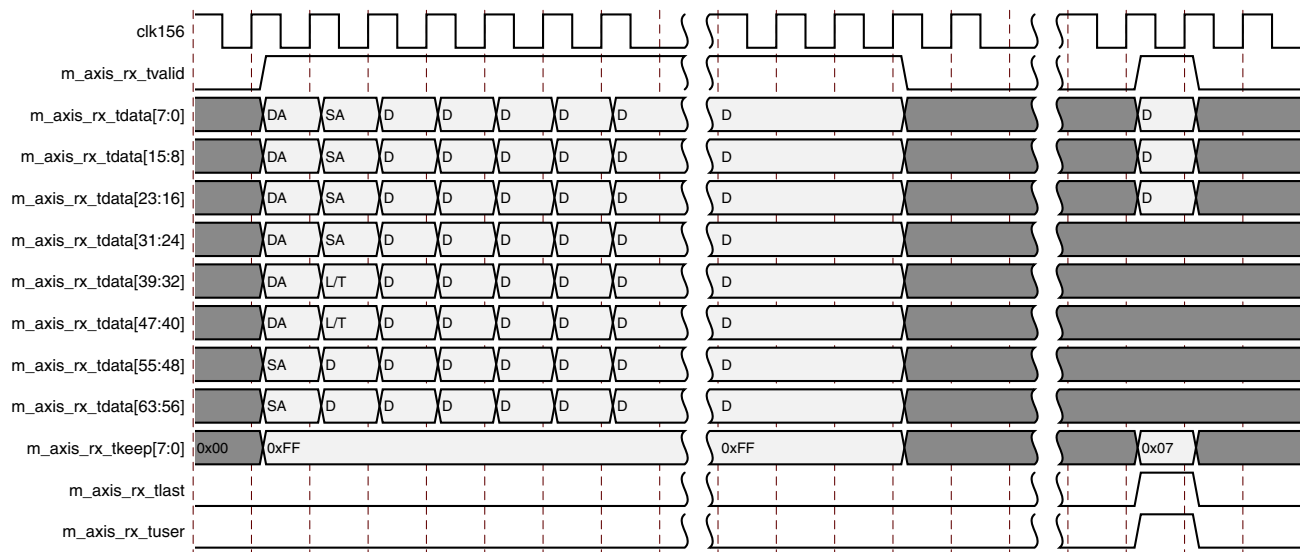 clk156
m_axis_rx_tvalid
m_axis_rx_tdata[7:0] DA SA D D D D D D D
m_axis_rx_tdata[15:8] DA SA D D D D D D D
m_axis_rx_tdata[23:16] DA SA D D D D D D D
m_axis_rx_tdata[31:24] DA SA D D D D D D
m_axis_rx_tdata[39:32] DA L/T D D D D D D
m_axis_rx_tdata[47:40] DA L/T D D D D D D
m_axis_rx_tdata[55:48] SA D D D D D D D
m_axis_rx_tdata[63:56] SA D D D D D D D
m_axis_rx_tkeep[7:0] 0x00 0xFF 0xFF 0x07
m_axis_rx_tlast
m_axis_rx_tuser